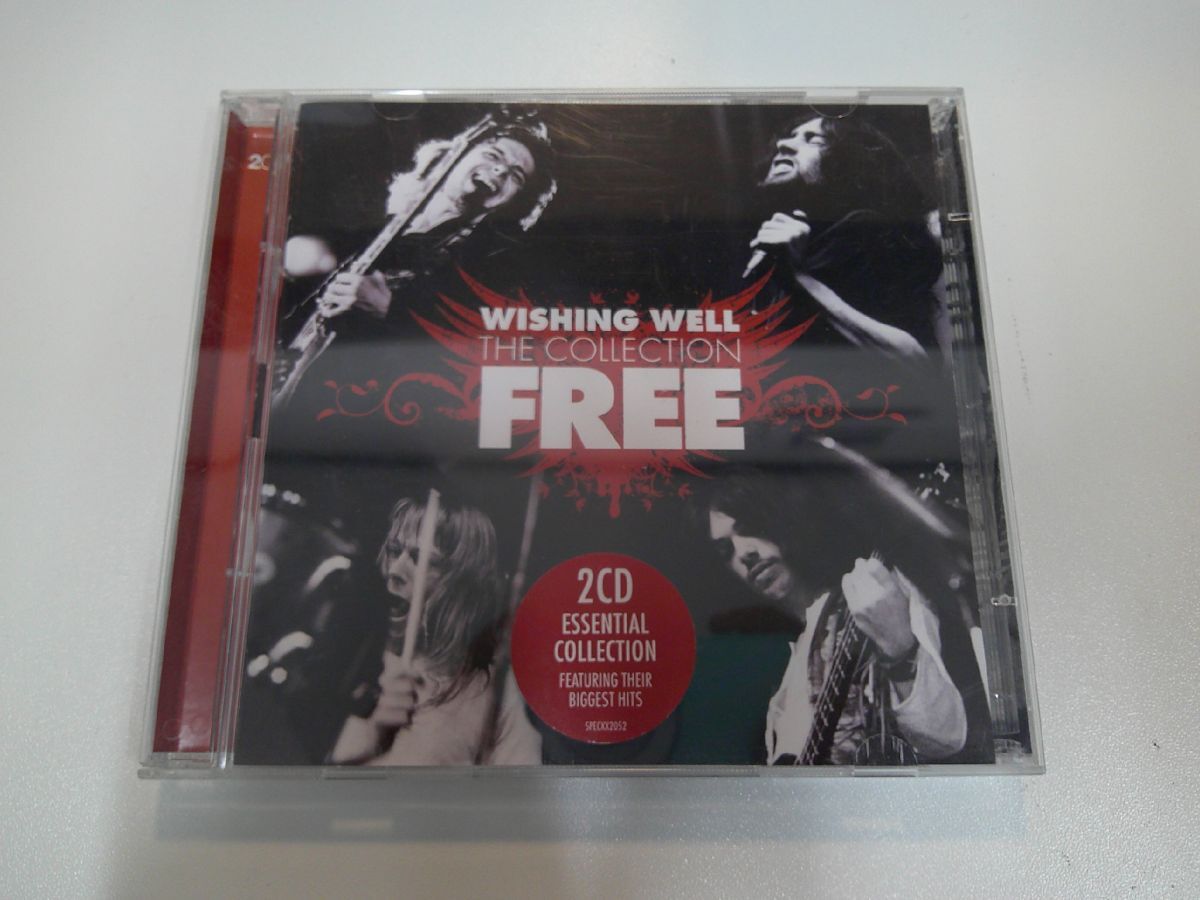 WISHING WELL
THE COLLECTION
FREE
2CD
ESSENTIAL
COLLECTION
FEATURING THEIR
BIGGEST HITS
SPECXX2052